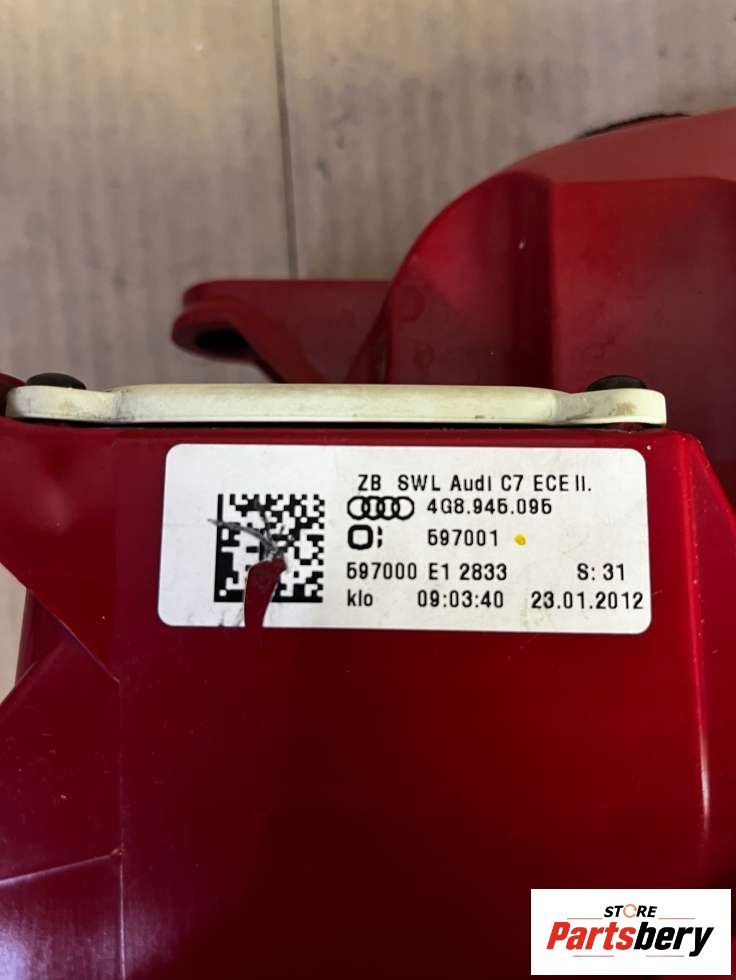 ZB SWL Audi C7 ECE II.
4G8.945.095
597001
597000 E1 2833 S: 31
klo 09:03:40 23.01.2012
STORE
Partsbery